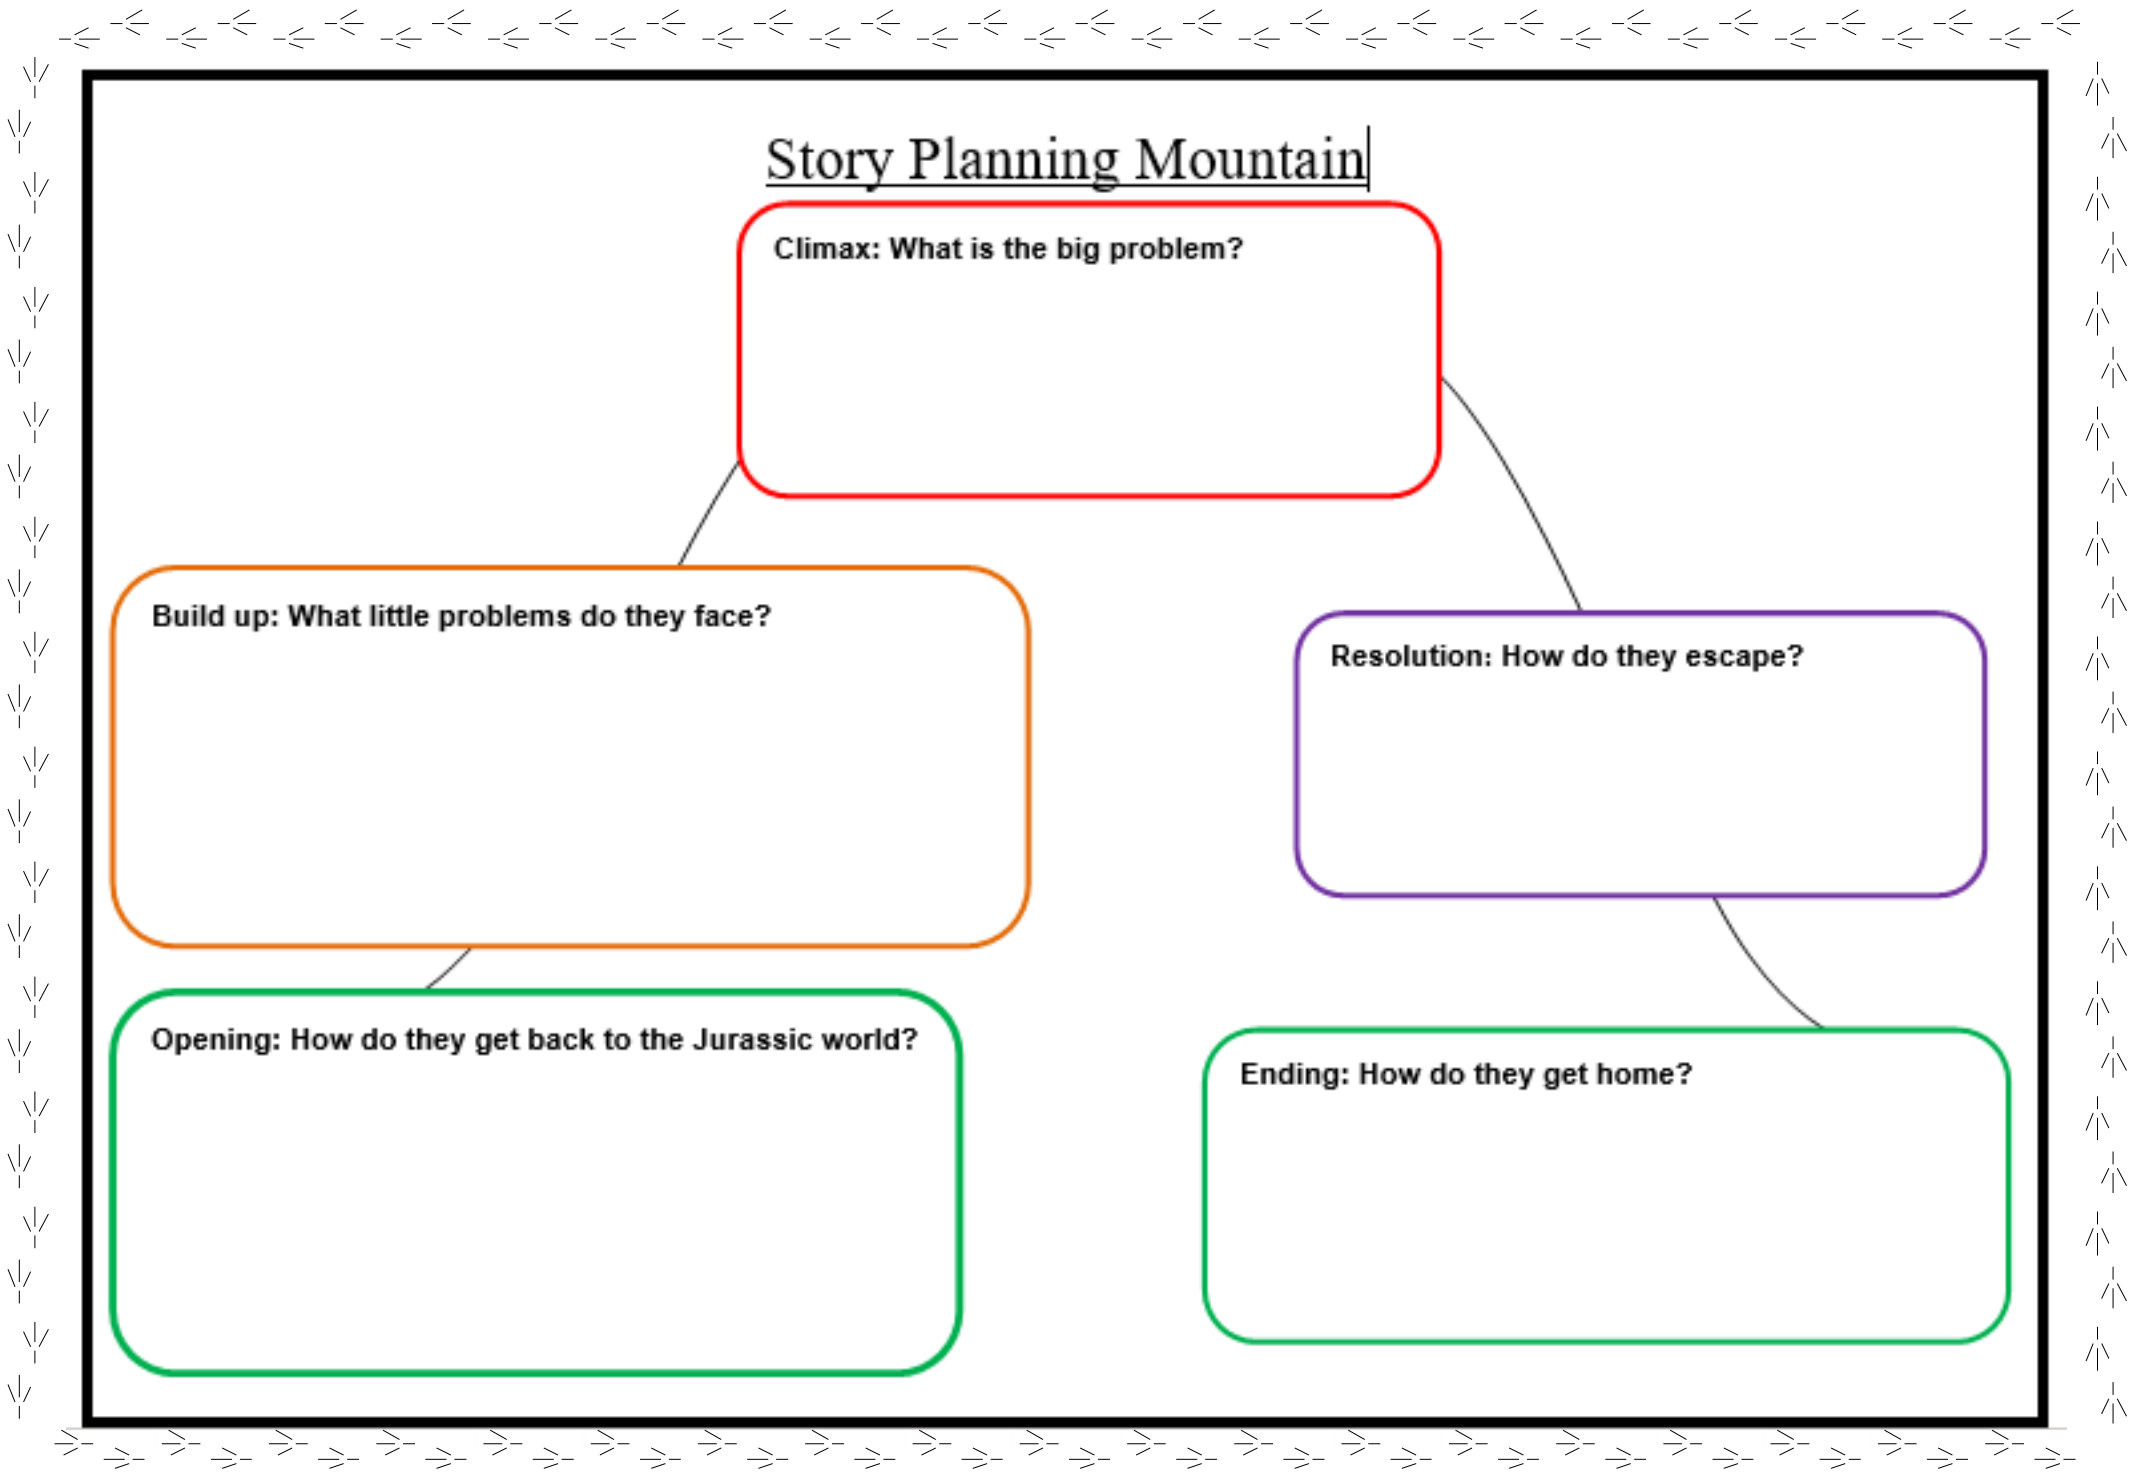 Story Planning Mountain
Climax: What is the big problem?
Build up: What little problems do they face?
Resolution: How do they escape?
Opening: How do they get back to the Jurassic world?
Ending: How do they get home?